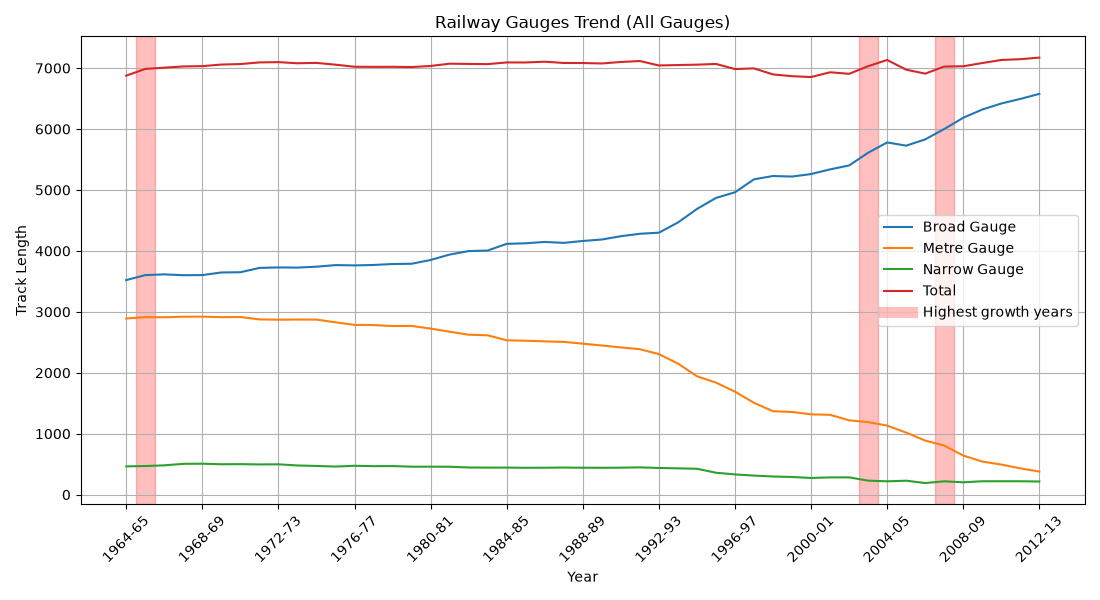 Railway Gauges Trend (All Gauges)
Track Length
7000
6000
5000
4000
3000
2000
1000
0
Broad Gauge
Metre Gauge
Narrow Gauge
Total
Highest growth years
1964-65
1968-69
1972-73
1976-77
1980-81
1984-85
1988-89
1992-93
1996-97
2000-01
2004-05
2008-09
2012-13
Year